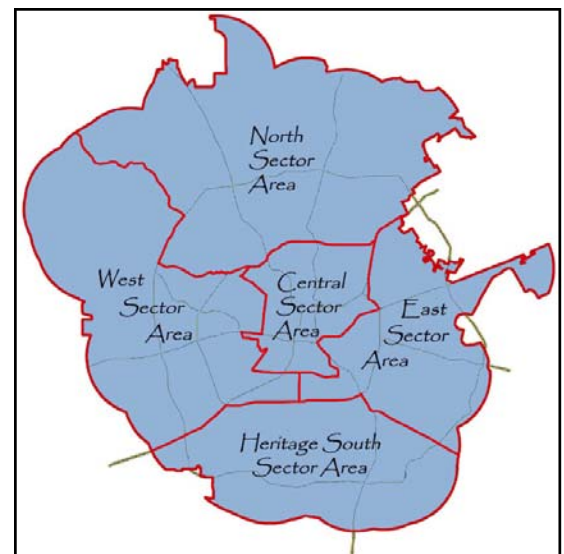 North
Sector
Area
West
Sector
Area
Central
Sector
Area
East
Sector
Area
Heritage South
Sector Area